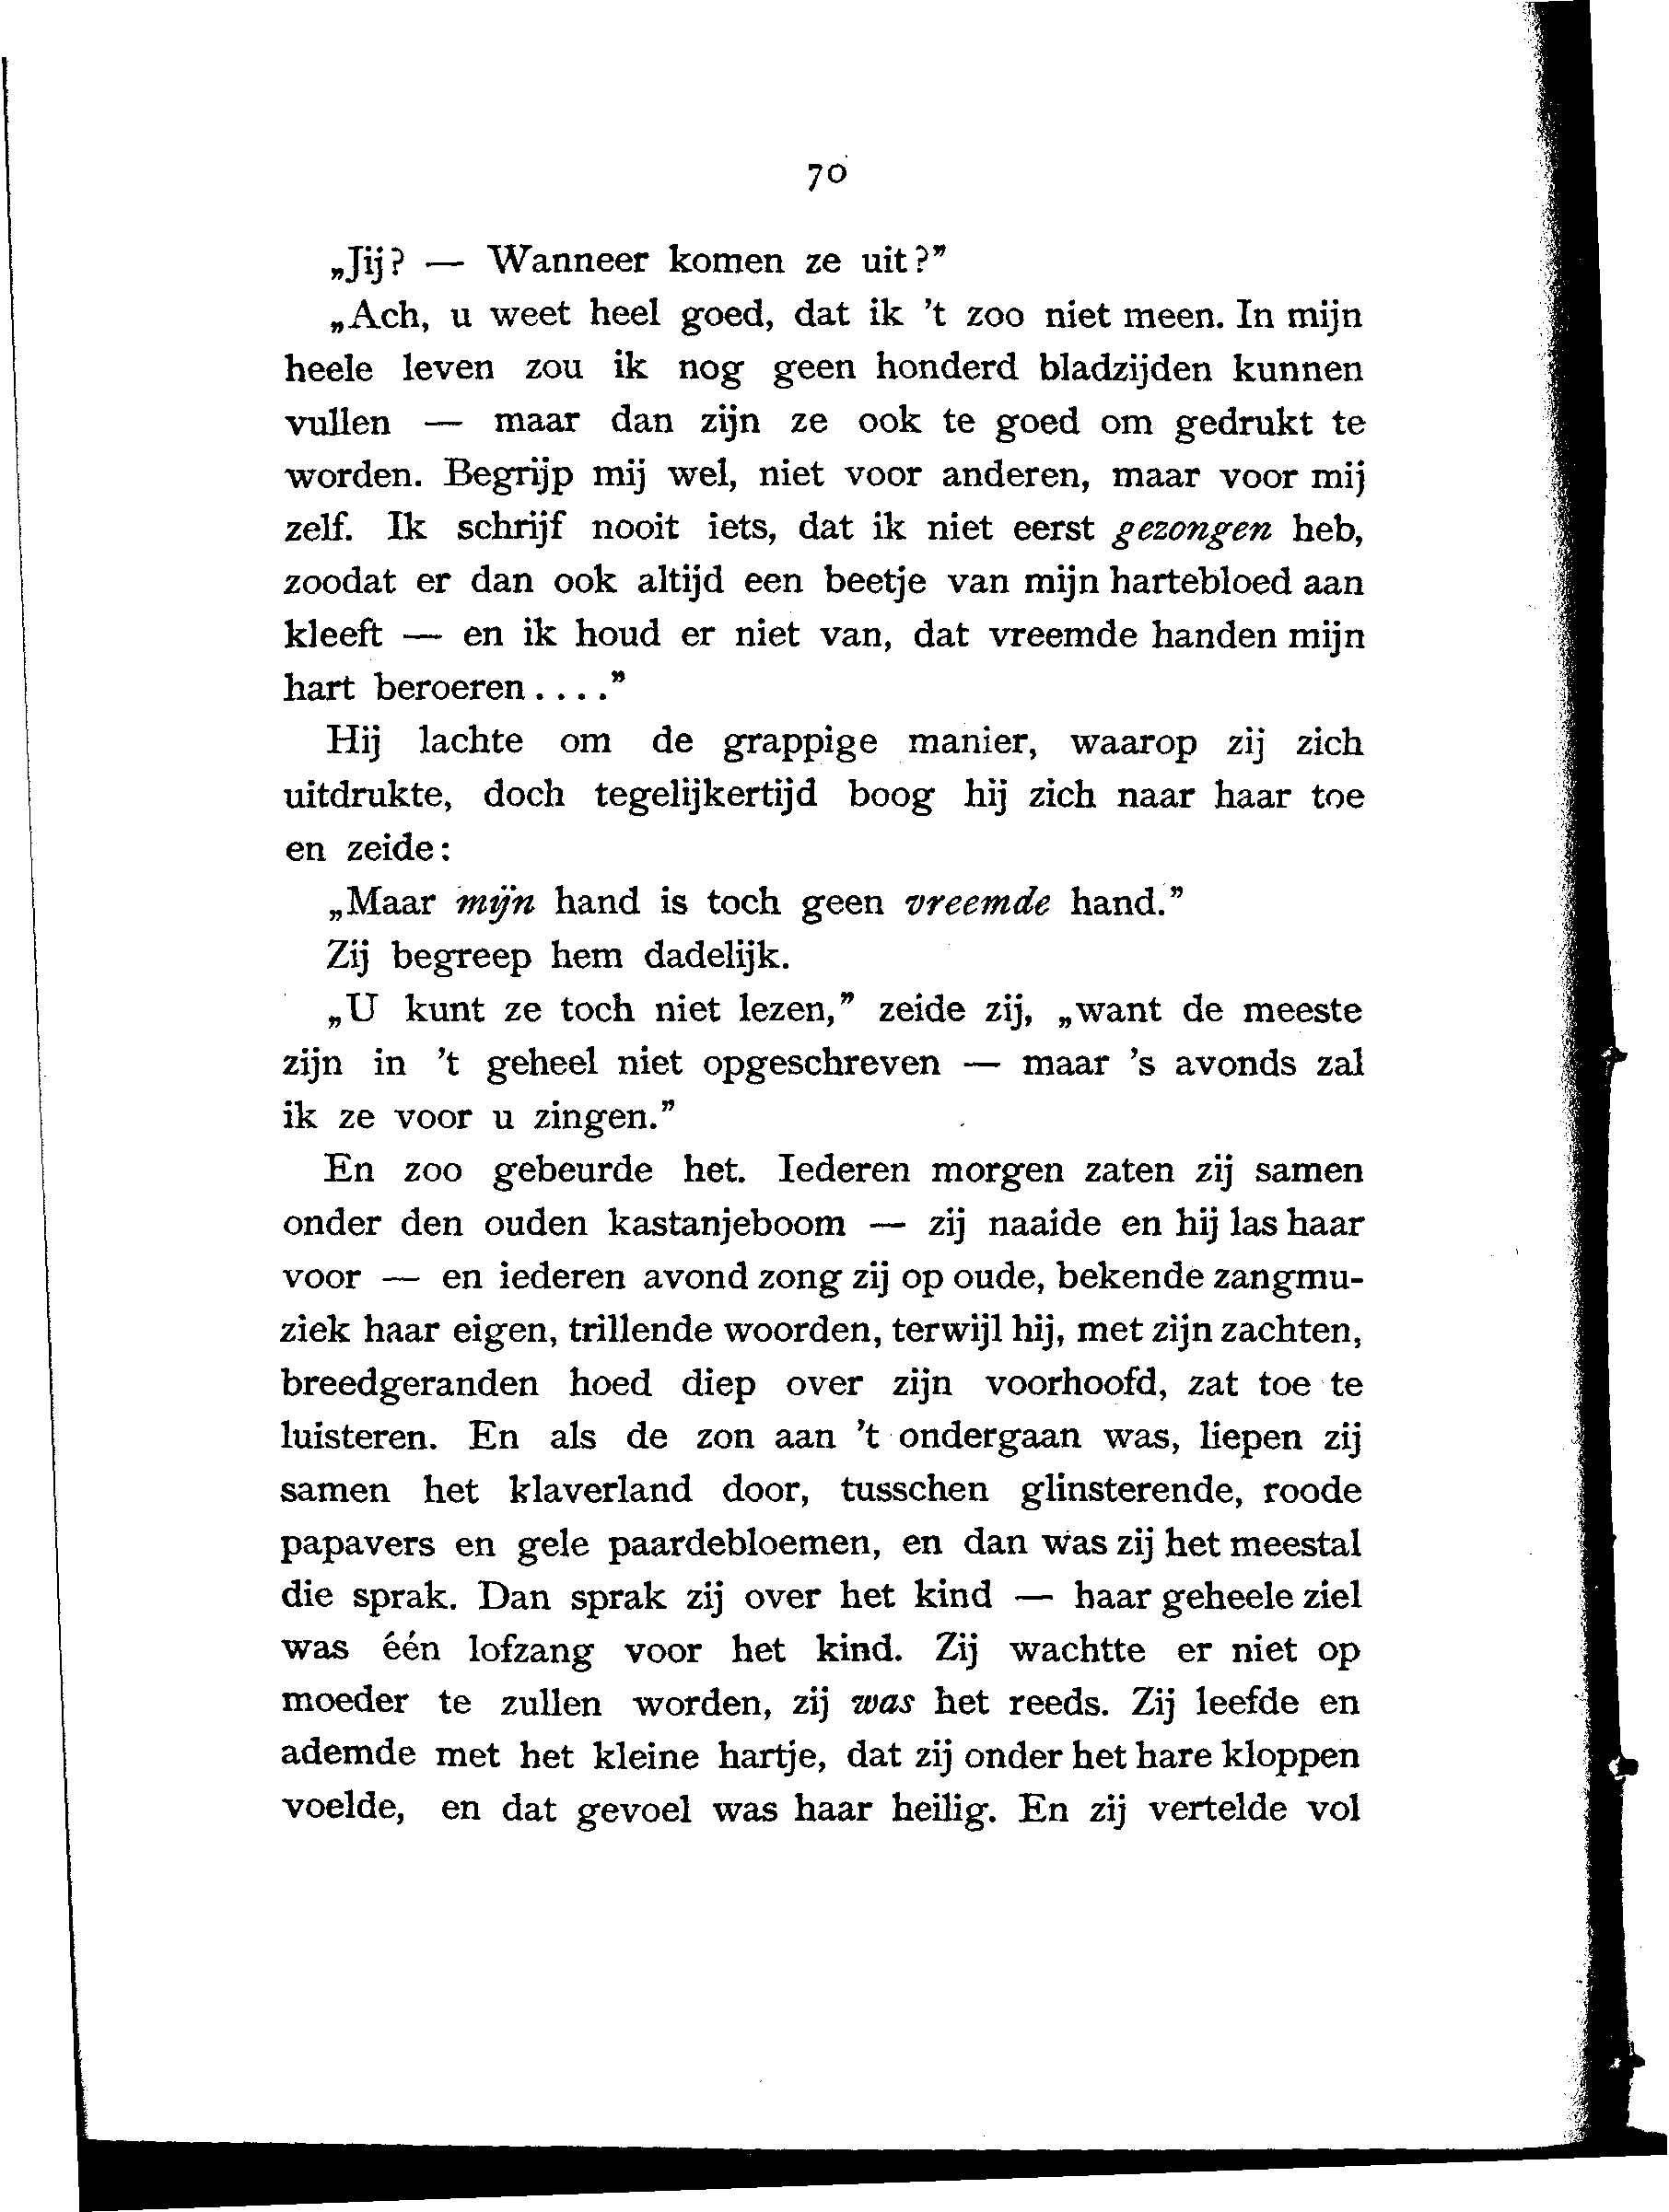 70
„Jij? — Wanneer komen ze uit?”
„Ach, u weet heel goed, dat ik 't zoo niet meen. In mijn
heele leven zou ik nog geen honderd bladzijden kunnen
vullen — maar dan zijn ze ook te goed om gedrukt te
worden. Begrijp mij wel, niet voor anderen, maar voor mij
zelf. Ik schrijf nooit iets, dat ik niet eerst gezongen heb,
zoodat er dan ook altijd een beetje van mijn hartebloed aan
kleeft — en ik houd er niet van, dat vreemde handen mijn
hart beroeren....”
Hij lachte om de grappige manier, waarop zij zich
uitdrukte, doch tegelijkertijd boog hij zich naar haar toe
en zeide:
„Maar mijn hand is toch geen vreemde hand.”
Zij begreep hem dadelijk.
„U kunt ze toch niet lezen,” zeide zij, „want de meeste
zijn in 't geheel niet opgeschreven — maar 's avonds zal
ik ze voor u zingen.”
En zoo gebeurde het. Iederen morgen zaten zij samen
onder den ouden kastanjeboom — zij naaide en hij las haar
voor — en iederen avond zong zij op oude, bekende zangmu-
ziek haar eigen, trillende woorden, terwijl hij, met zijn zachten,
breedgeranden hoed diep over zijn voorhoofd, zat toe te
luisteren. En als de zon aan 't ondergaan was, liepen zij
samen het klaverland door, tusschen glinsterende, roode
papavers en gele paardebloemen, en dan was zij het meestal
die sprak. Dan sprak zij over het kind — haar geheele ziel
was één lofzang voor het kind. Zij wachtte er niet op
moeder te zullen worden, zij was het reeds. Zij leefde en
ademde met het kleine hartje, dat zij onder het hare kloppen
voelde, en dat gevoel was haar heilig. En zij vertelde vol